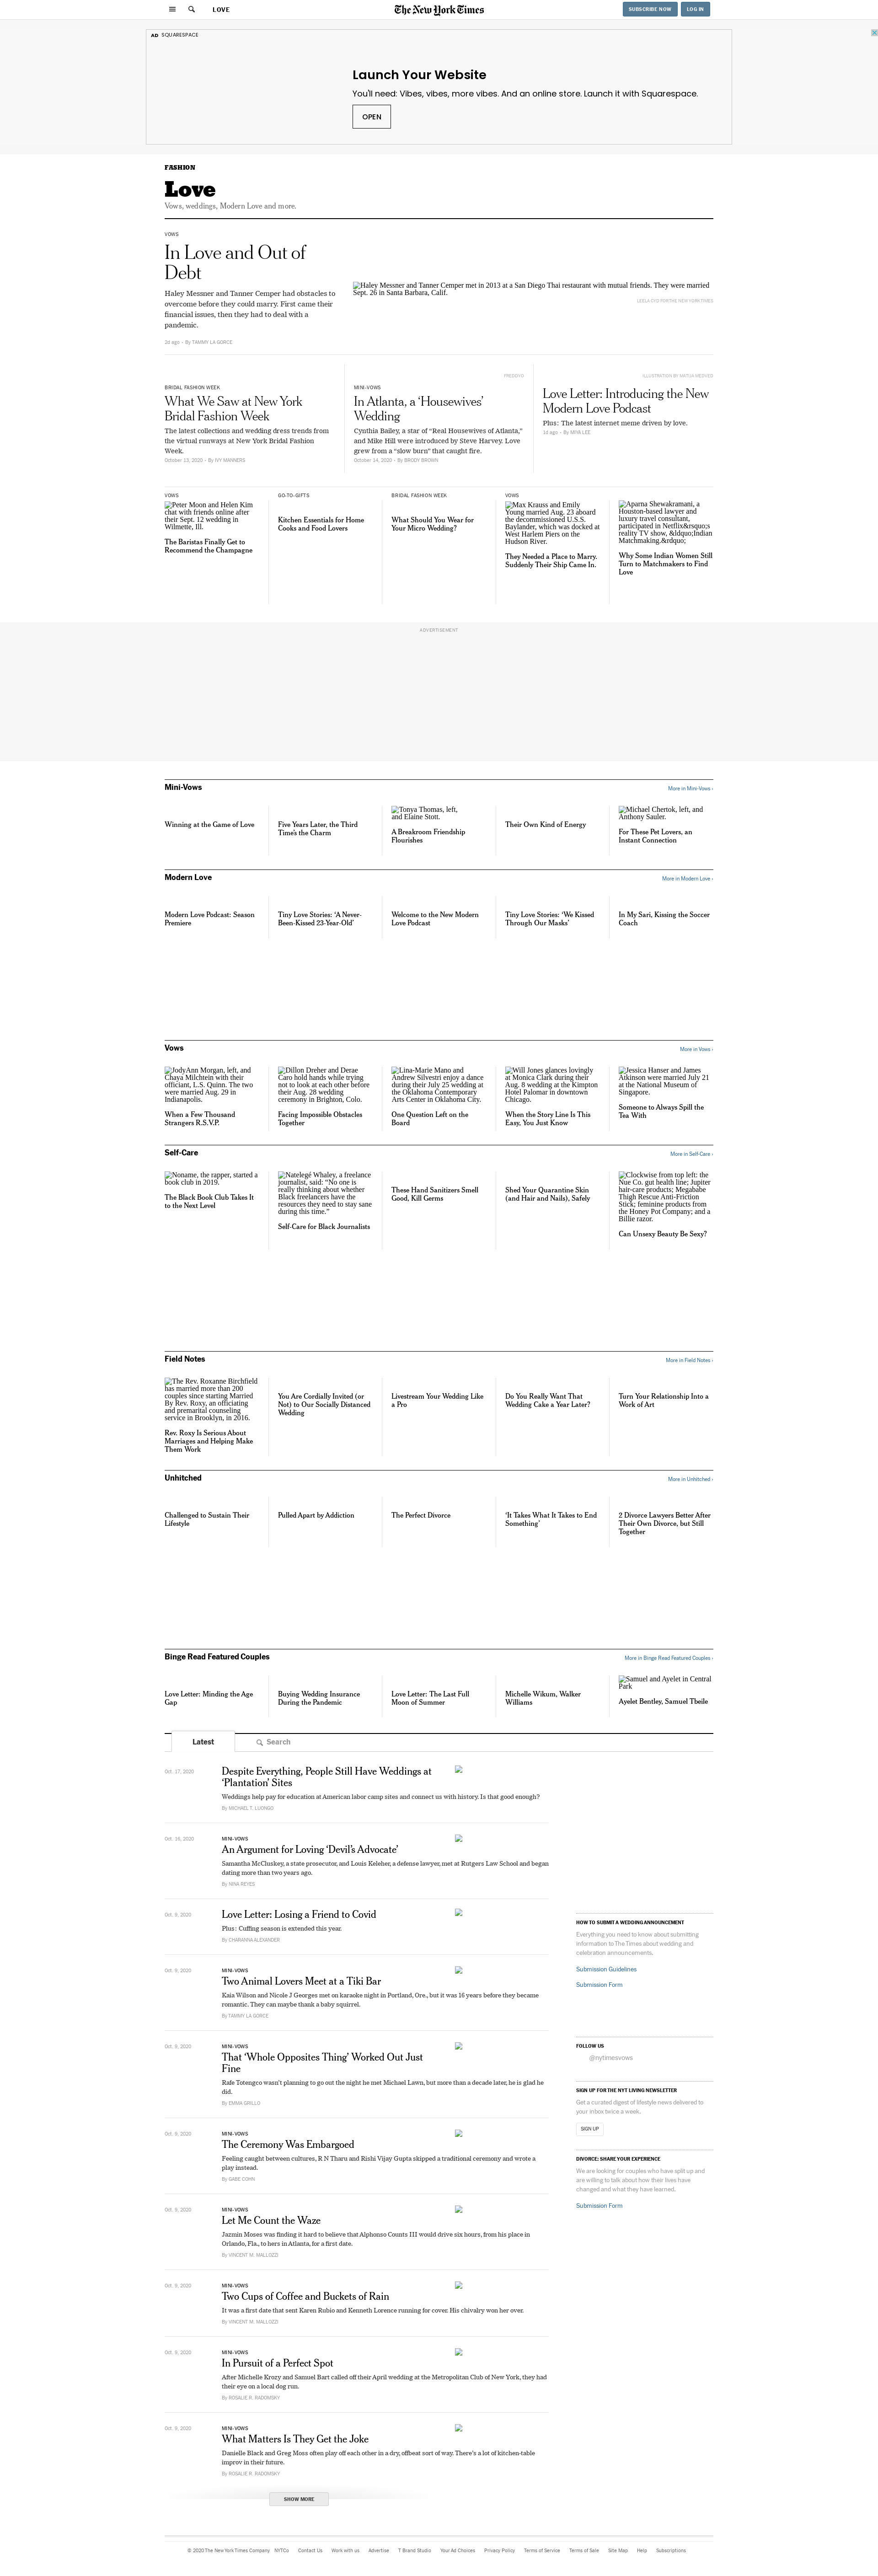 LOVE
The New York Times
SUBSCRIBE NOW
LOG IN
AD SQUARESPACE
Launch Your Website
You'll need: Vibes, vibes, more vibes. And an online store. Launch it with Squarespace.
OPEN
FASHION
Love
Vows, weddings, Modern Love and more.
VOWS
In Love and Out of
Debt
Haley Messner and Tanner Cemper had obstacles to
overcome before they could marry. First came their
financial issues, then they had to deal with a
pandemic.
2d ago · By TAMMY LA GORCE
Haley Messner and Tanner Cemper met in 2013 at a San Diego Thai restaurant with mutual friends. They were married
Sept. 26 in Santa Barbara, Calif.
BRIDAL FASHION WEEK
What We Saw at New York
Bridal Fashion Week
The latest collections and wedding dress trends from
the virtual runways at New York Bridal Fashion
Week.
October 13, 2020 · By IVY MANNERS
MINI-VOWS
In Atlanta, a ‘Housewives’
Wedding
Cynthia Bailey, a star of “Real Housewives of Atlanta,”
and Mike Hill were introduced by Steve Harvey. Love
grew from a “slow burn” that caught fire.
October 14, 2020 · By BRODY BROWN
ILLUSTRATION BY MATIJA MEDVED
Love Letter: Introducing the New
Modern Love Podcast
Plus: The latest internet meme driven by love.
1d ago · By MIYA LEE
VOWS
Peter Moon and Helen Kim
chat with friends online after
their Sept. 12 wedding in
Wilmette, Ill.
The Baristas Finally Get to
Recommend the Champagne
GO-TO-GIFTS
Kitchen Essentials for Home
Cooks and Food Lovers
BRIDAL FASHION WEEK
What Should You Wear for
Your Micro Wedding?
VOWS
Max Krauss and Emily
Young married Aug. 23 aboard
the decommissioned U.S.S.
Baylander, which was docked at
West Harlem Piers on the
Hudson River.
They Needed a Place to Marry.
Suddenly Their Ship Came In.
Aparna Shewakramani, a
Houston-based lawyer and
luxury travel consultant,
participated in Netflix&rsquo;s
reality TV show, &ldquo;Indian
Matchmaking.&rdquo;
Why Some Indian Women Still
Turn to Matchmakers to Find
Love
ADVERTISEMENT
Mini-Vows
More in Mini-Vows ›
Winning at the Game of Love
Five Years Later, the Third
Time's the Charm
Tonya Thomas, left,
and Elaine Stott.
A Breakroom Friendship
Flourishes
Their Own Kind of Energy
Michael Chertok, left, and
Anthony Sauler.
For These Pet Lovers, an
Instant Connection
Modern Love
More in Modern Love ›
Modern Love Podcast: Season
Premiere
Tiny Love Stories: ‘A Never-
Been-Kissed 23-Year-Old’
Welcome to the New Modern
Love Podcast
Tiny Love Stories: ‘We Kissed
Through Our Masks’
In My Sari, Kissing the Soccer
Coach
Vows
More in Vows ›
JodyAnn Morgan, left, and
Chaya Milchtein with their
officiant, L.S. Quinn. The two
were married Aug. 29 in
Indianapolis.
When a Few Thousand
Strangers R.S.V.P.
Dillon Dreher and Derae
Caro hold hands while trying
not to look at each other before
their Aug. 28 wedding
ceremony in Brighton, Colo.
Facing Impossible Obstacles
Together
Lina-Marie Mano and
Andrew Silvestri enjoy a dance
during their July 25 wedding at
the Oklahoma Contemporary
Arts Center in Oklahoma City.
One Question Left on the
Board
Will Jones glances lovingly
at Monica Clark during their
Aug. 8 wedding at the Kimpton
Hotel Palomar in downtown
Chicago.
When the Story Line Is This
Easy, You Just Know
Jessica Hanser and James
Atkinson were married July 21
at the National Museum of
Singapore.
Someone to Always Spill the
Tea With
Self-Care
More in Self-Care ›
Noname, the rapper, started a
book club in 2019.
The Black Book Club Takes It
to the Next Level
Natelegé Whaley, a freelance
journalist, said: “No one is
really thinking about whether
Black freelancers have the
resources they need to stay sane
during this time.”
Self-Care for Black Journalists
These Hand Sanitizers Smell
Good, Kill Germs
Shed Your Quarantine Skin
(and Hair and Nails), Safely
Clockwise from top left: the
Nue Co. gut health line; Jupiter
hair-care products; Megababe
Thigh Rescue Anti-Friction
Stick; feminine products from
the Honey Pot Company; and a
Billie razor.
Can Unsexy Beauty Be Sexy?
Field Notes
More in Field Notes ›
The Rev. Roxanne Birchfield
has married more than 200
couples since starting Married
By Rev. Roxy, an officiating
and premarital counseling
service in Brooklyn, in 2016.
Rev. Roxy Is Serious About
Marriages and Helping Make
Them Work
You Are Cordially Invited (or
Not) to Our Socially Distanced
Wedding
Livestream Your Wedding Like
a Pro
Do You Really Want That
Wedding Cake a Year Later?
Turn Your Relationship Into a
Work of Art
Unhitched
More in Unhitched ›
Challenged to Sustain Their
Lifestyle
Pulled Apart by Addiction
The Perfect Divorce
‘It Takes What It Takes to End
Something’
2 Divorce Lawyers Better After
Their Own Divorce, but Still
Together
Binge Read Featured Couples
More in Binge Read Featured Couples ›
Love Letter: Minding the Age
Gap
Buying Wedding Insurance
During the Pandemic
Love Letter: The Last Full
Moon of Summer
Michelle Wikum, Walker
Williams
Samuel and Ayelet in Central
Park
Ayelet Bentley, Samuel Tbeile
Latest
Search
Oct. 17, 2020
Despite Everything, People Still Have Weddings at
‘Plantation’ Sites
Weddings help pay for education at American labor camp sites and connect us with history. Is that good enough?
By MICHAEL T. LUONGO
Oct. 16, 2020
MINI-VOWS
An Argument for Loving ‘Devil’s Advocate’
Samantha McCluskey, a state prosecutor, and Louis Keleher, a defense lawyer, met at Rutgers Law School and began
dating more than two years ago.
By NINA REYES
Oct. 9, 2020
Love Letter: Losing a Friend to Covid
Plus: Cuffing season is extended this year.
By CHARANNA ALEXANDER
Oct. 9, 2020
MINI-VOWS
Two Animal Lovers Meet at a Tiki Bar
Kaia Wilson and Nicole J Georges met on karaoke night in Portland, Ore., but it was 16 years before they became
romantic. They can maybe thank a baby squirrel.
By TAMMY LA GORCE
Oct. 9, 2020
MINI-VOWS
That ‘Whole Opposites Thing’ Worked Out Just
Fine
Rafe Totengco wasn’t planning to go out the night he met Michael Lawn, but more than a decade later, he is glad he
did.
By EMMA GRILLO
Oct. 9, 2020
MINI-VOWS
The Ceremony Was Embargoed
Feeling caught between cultures, R N Tharu and Rishi Vijay Gupta skipped a traditional ceremony and wrote a
play instead.
By GABE COHN
Oct. 9, 2020
MINI-VOWS
Let Me Count the Waze
Jazmin Moses was finding it hard to believe that Alphonso Counts III would drive six hours, from his place in
Orlando, Fla., to hers in Atlanta, for a first date.
By VINCENT M. MALLOZZI
Oct. 9, 2020
MINI-VOWS
Two Cups of Coffee and Buckets of Rain
It was a first date that sent Karen Rubio and Kenneth Lorence running for cover. His chivalry won her over.
By VINCENT M. MALLOZZI
Oct. 9, 2020
MINI-VOWS
In Pursuit of a Perfect Spot
After Michelle Krozy and Samuel Bart called off their April wedding at the Metropolitan Club of New York, they had
their eye on a local dog run.
By ROSALIE R. RADOMSKY
Oct. 9, 2020
MINI-VOWS
What Matters Is They Get the Joke
Danielle Black and Greg Moss often play off each other in a dry, offbeat sort of way. There’s a lot of kitchen-table
improv in their future.
By ROSALIE R. RADOMSKY
SHOW MORE
HOW TO SUBMIT A WEDDING ANNOUNCEMENT
Everything you need to know about submitting
information to The Times about wedding and
celebration announcements.
Submission Guidelines
Submission Form
FOLLOW US
@nytimesvows
SIGN UP FOR THE NYT LIVING NEWSLETTER
Get a curated digest of lifestyle news delivered to
your inbox twice a week.
SIGN UP
DIVORCE: SHARE YOUR EXPERIENCE
We are looking for couples who have split up and
are willing to talk about how their lives have
changed and what they have learned.
Submission Form
© 2020 The New York Times Company NYTCo Contact Us Work with us Advertise T Brand Studio Your Ad Choices Privacy Policy Terms of Service Terms of Sale Site Map Help Subscriptions